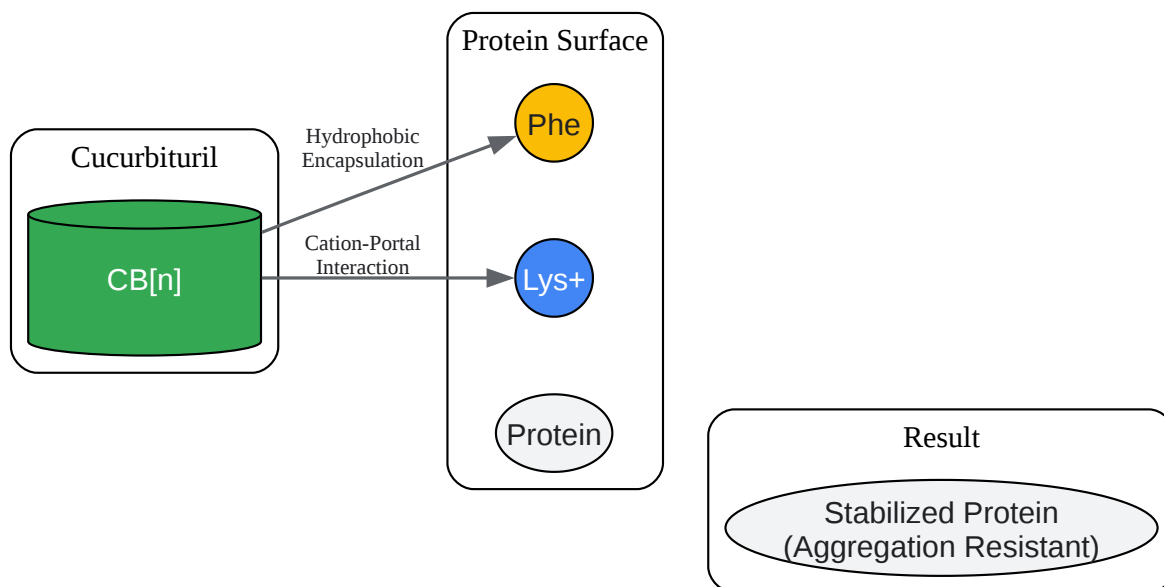 Protein Surface
Phe
Hydrophobic
Encapsulation
Cucurbituril
CB[n]
Cation-Portal
Interaction
Lys+
Protein
Result
Stabilized Protein
(Aggregation Resistant)